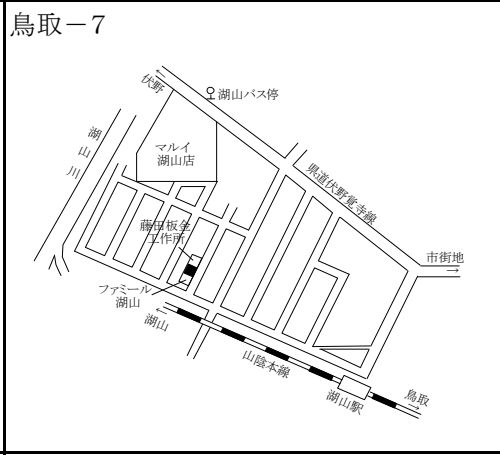 鳥取－7
伏野
湖山バス停
湖山川
マルイ
湖山店
県道伏野覚寺線
藤田板金
工作所
市街地
ファミール
湖山
湖山
山陰本線
湖山駅
鳥取